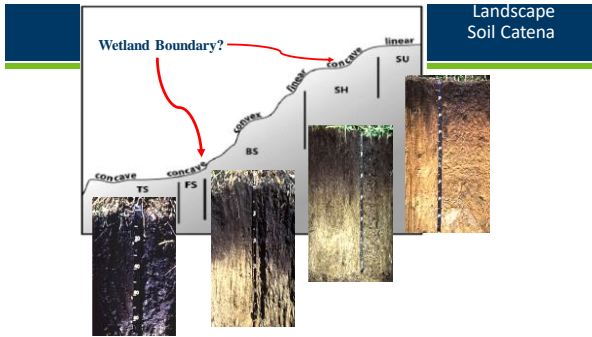 Landscape
Soil Catena
Wetland Boundary?
linear
concave
SU
linear
SH
convex
BS
concave
concave
FS
TS